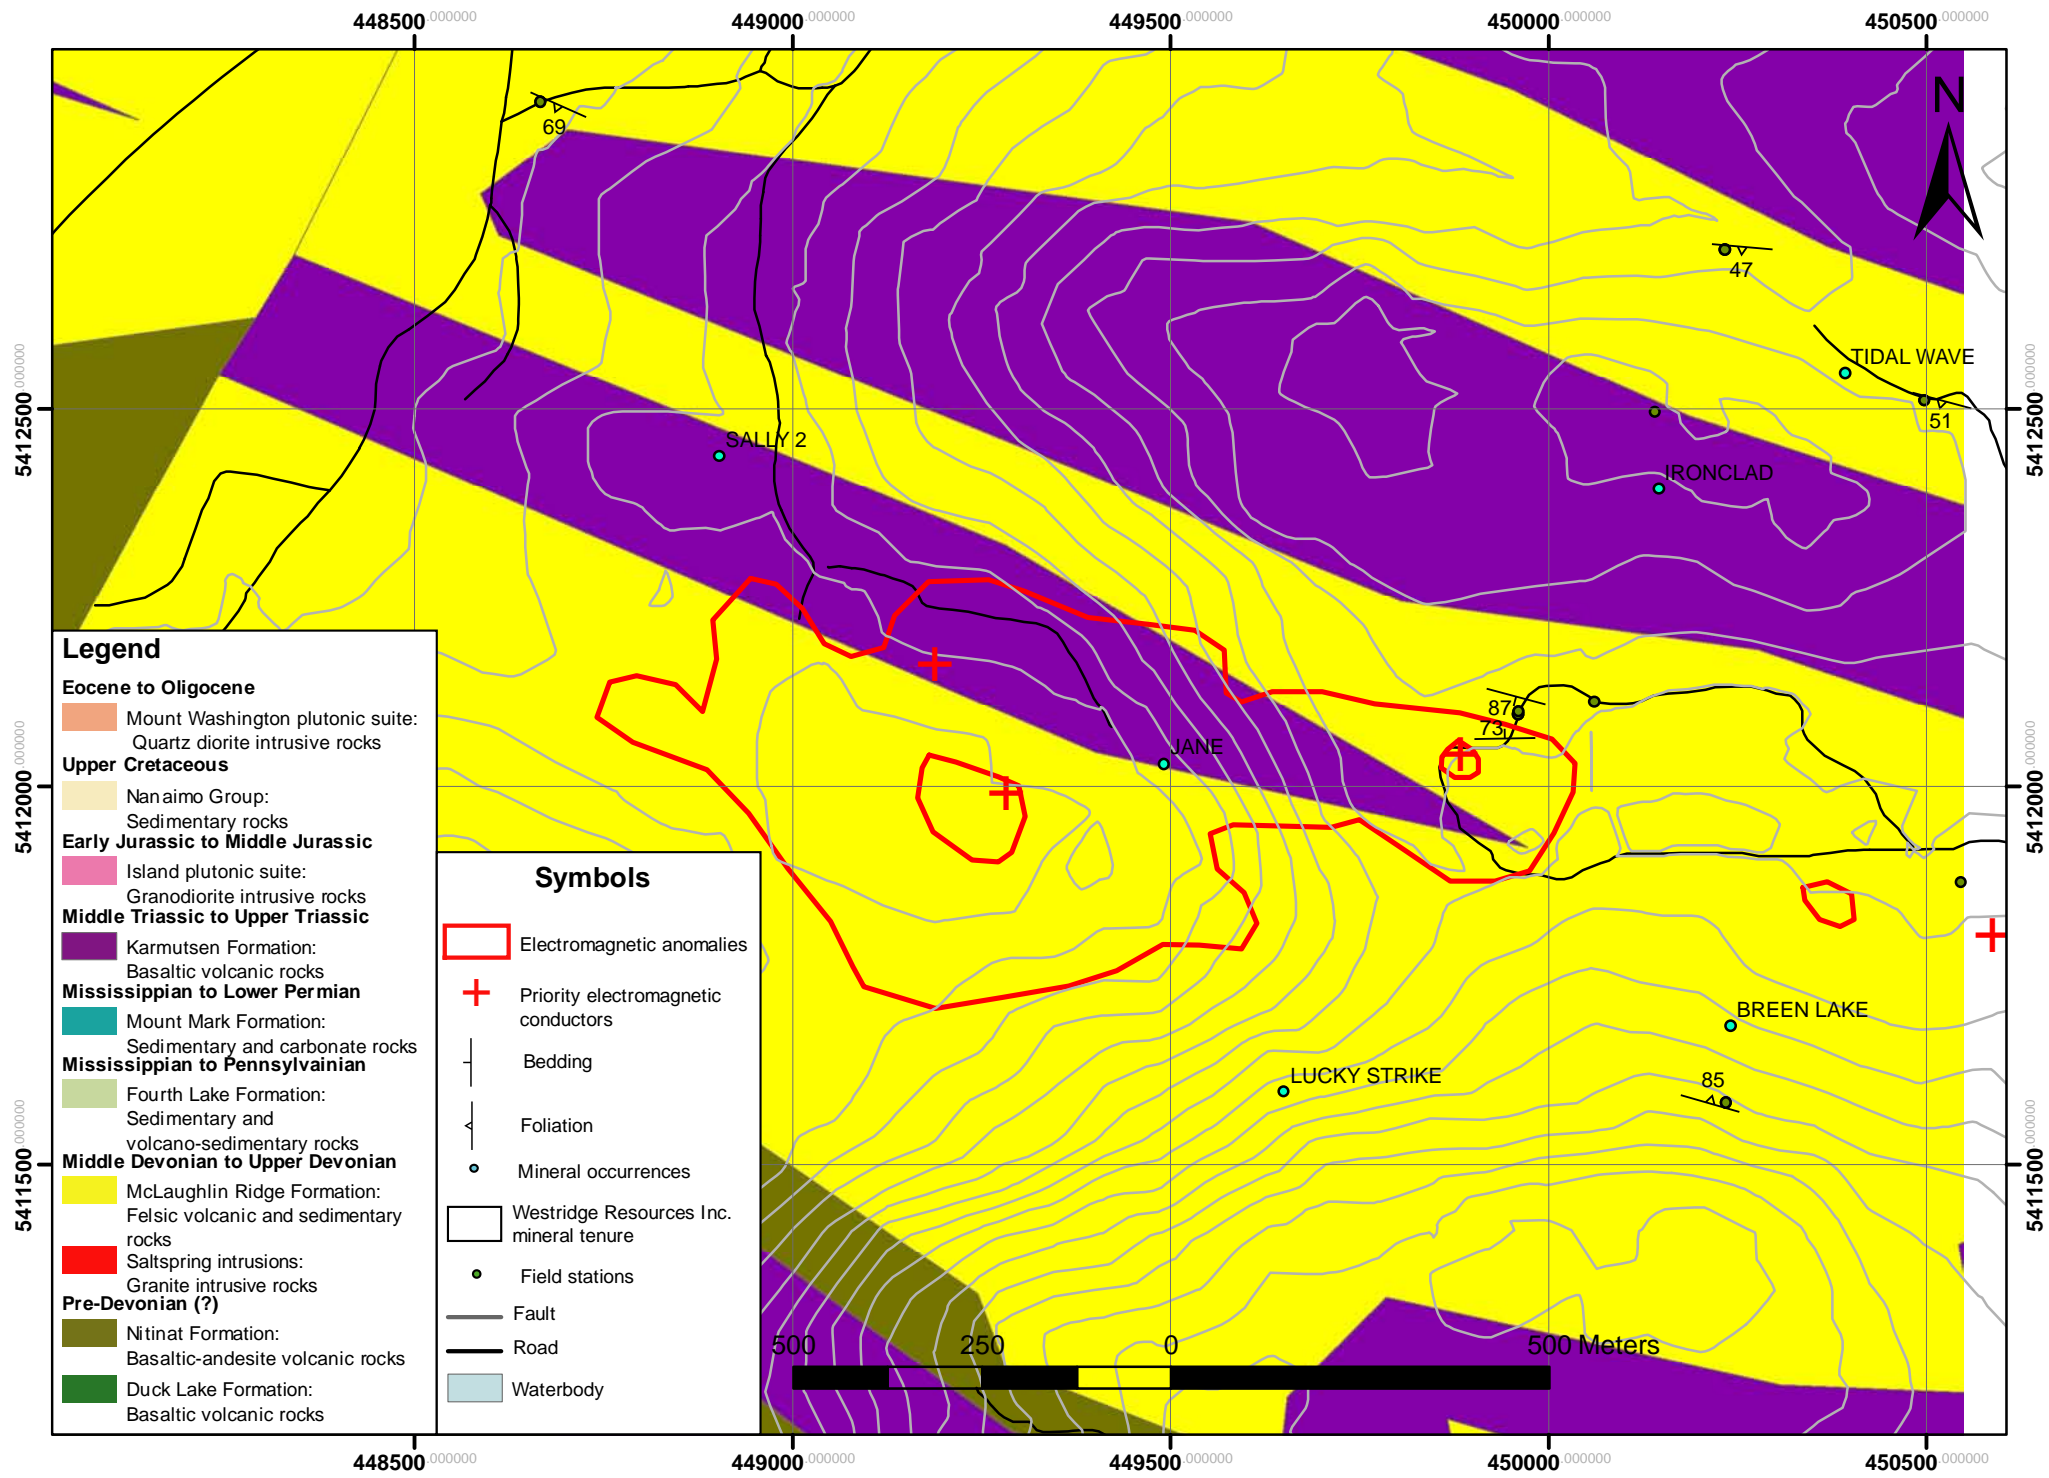 448500.000000 449000.000000 449500.000000 450000.000000 450500.000000
N
69
47
TIDAL WAVE
51
5412500.000000
5412500.000000
SALLY 2
IRONCLAD
87
73
JANE
5412000.000000
5412000.000000
BREEN LAKE
LUCKY STRIKE
85
5411500.000000
5411500.000000
Legend
Eocene to Oligocene
Mount Washington plutonic suite:
Quartz diorite intrusive rocks
Upper Cretaceous
Nanaimo Group:
Sedimentary rocks
Early Jurassic to Middle Jurassic
Island plutonic suite:
Granodiorite intrusive rocks
Middle Triassic to Upper Triassic
Karmutsen Formation:
Basaltic volcanic rocks
Mississippian to Lower Permian
Mount Mark Formation:
Sedimentary and carbonate rocks
Mississippian to Pennsylvainian
Fourth Lake Formation:
Sedimentary and
volcano-sedimentary rocks
Middle Devonian to Upper Devonian
McLaughlin Ridge Formation:
Felsic volcanic and sedimentary
rocks
Saltspring intrusions:
Granite intrusive rocks
Pre-Devonian (?)
Nitinat Formation:
Basaltic-andesite volcanic rocks
Duck Lake Formation:
Basaltic volcanic rocks
Symbols
Electromagnetic anomalies
Priority electromagnetic
conductors
Bedding
Foliation
Mineral occurrences
Westridge Resources Inc.
mineral tenure
Field stations
Fault
Road
Waterbody
500 250 0 500 Meters
448500.000000 449000.000000 449500.000000 450000.000000 450500.000000